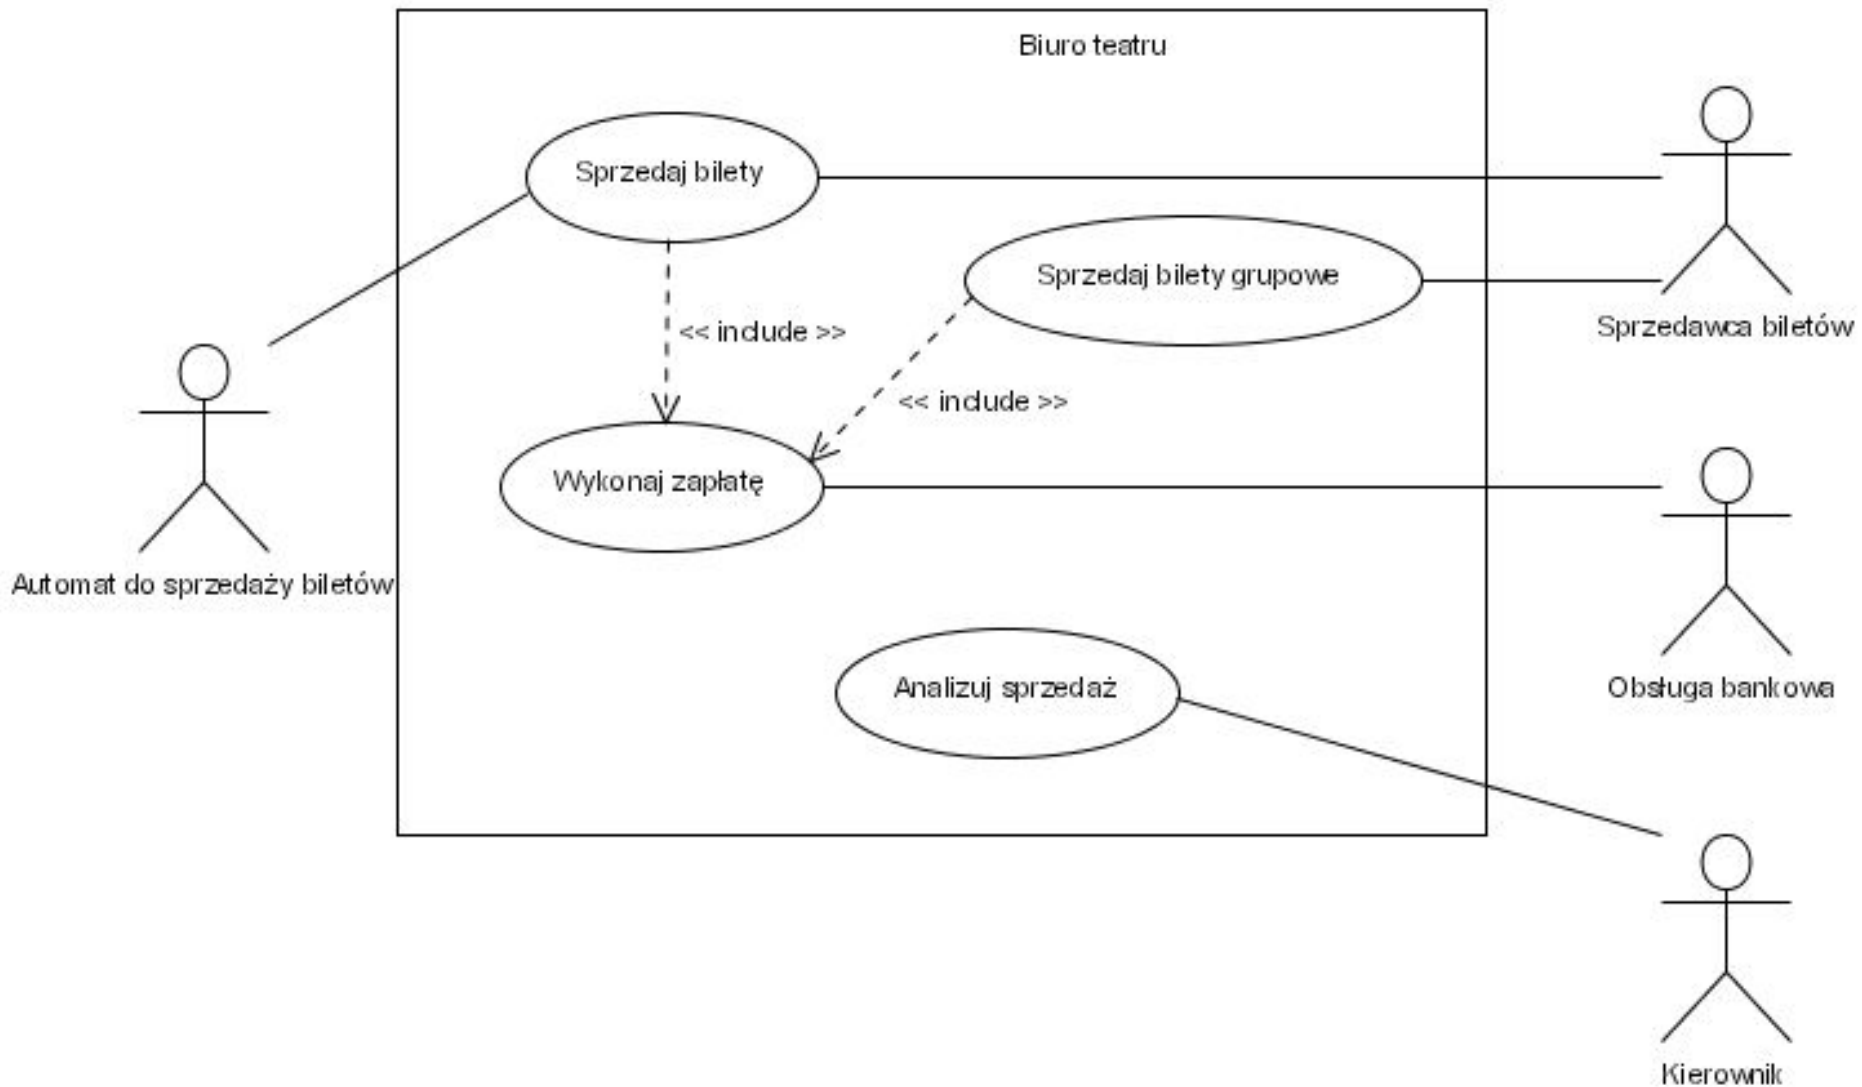 Biuro teatru
Sprzedaj bilety
Sprzedaj bilety grupowe
Sprzedawca biletów
<< include >>
<< include >>
Wykonaj zapłatę
Automat do sprzedaży biletów
Analizuj sprzedaż
Obsługa bankowa
Kierownik